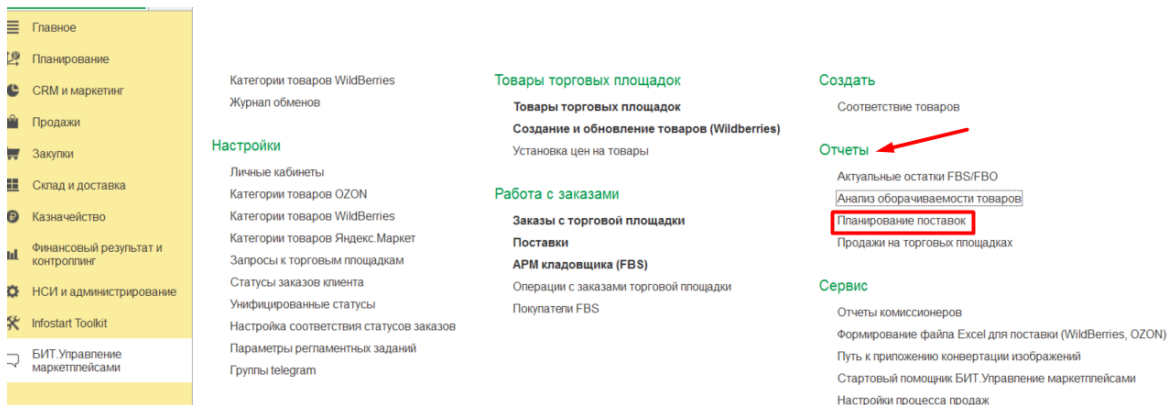 Главное
Планирование
CRM и маркетинг
Продажи
Закупки
Склад и доставка
Казначейство
Финансовый результат и
контроллинг
НСИ и администрирование
Infostart Toolkit
БИТ.Управление
маркетплейсами
Категории товаров WildBerries
Журнал обменов
Настройки
Личные кабинеты
Категории товаров OZON
Категории товаров WildBerries
Категории товаров Яндекс.Маркет
Запросы к торговым площадкам
Статусы заказов клиента
Унифицированные статусы
Настройка соответствия статусов заказов
Параметры регламентных заданий
Группы telegram
Товары торговых площадок
Товары торговых площадок
Создание и обновление товаров (Wildberries)
Установка цен на товары
Работа с заказами
Заказы с торговой площадки
Поставки
АРМ кладовщика (FBS)
Операции с заказами торговой площадки
Покупатели FBS
Создать
Соответствие товаров
Отчеты
Актуальные остатки FBS/FBO
Анализ оборачиваемости товаров
Планирование поставок
Продажи на торговых площадках
Сервис
Отчеты комиссионеров
Формирование файла Excel для поставки (WildBerries, OZON)
Путь к приложению конвертации изображений
Стартовый помощник БИТ.Управление маркетплейсами
Настройки процесса продаж